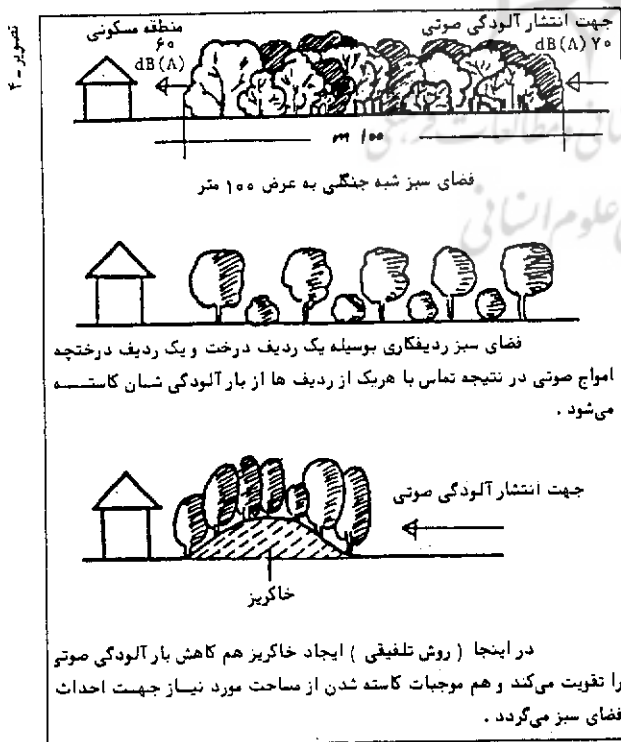 تصویر-۴
جهت انتشار آلودگی صوتی
۷۰ dB(A)
منطقه مسکونی
۶۰
dB(A)
۱۰۰ m
فضای سبز شبه جنگلی به عرض ۱۰۰ متر
فضای سبز ردیفکاری بوسیله یک ردیف درخت و یک ردیف درختچه
امواج صوتی در نتیجه تماس با هریک از ردیف ها از بار آلودگی شان کاسته
می‌شود .
جهت انتشار آلودگی صوتی
خاکریز
در اینجا ( روش تلفیقی ) ایجاد خاکریز هم کاهش بار آلودگی صوتی
را تقویت می‌کند و هم موجبات کاسته شدن از مساحت مورد نیاز جهت احداث
فضای سبز می‌گردد .